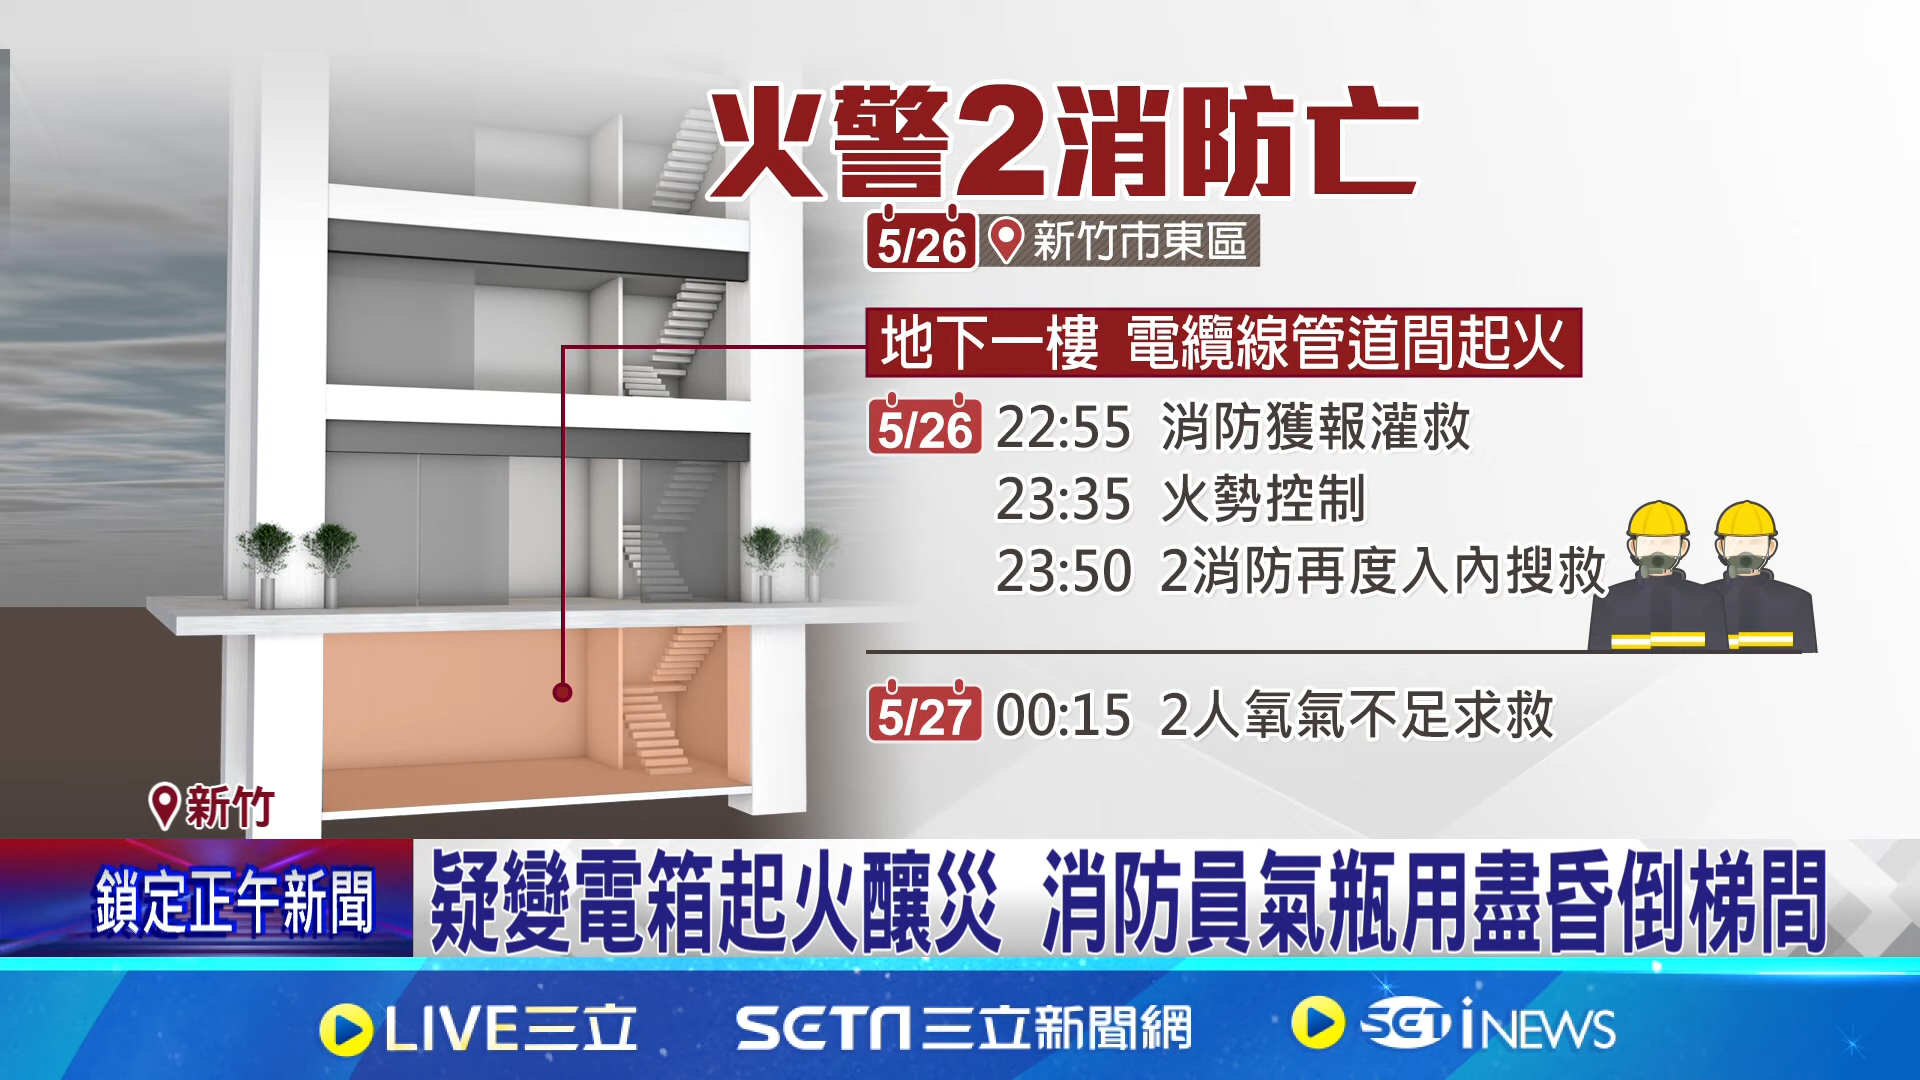 火警2消防亡
5/26 新竹市東區
地下一樓 電纜線管道間起火
5/26 22:55 消防獲報灌救
23:35 火勢控制
23:50 2消防再度入內搜救
5/27 00:15 2人氧氣不足求救
新竹
鎖定正午新聞
疑變電箱起火釀災 消防員氣瓶用盡昏倒梯間
LIVE三立
SETN三立新聞網
SET iNEWS